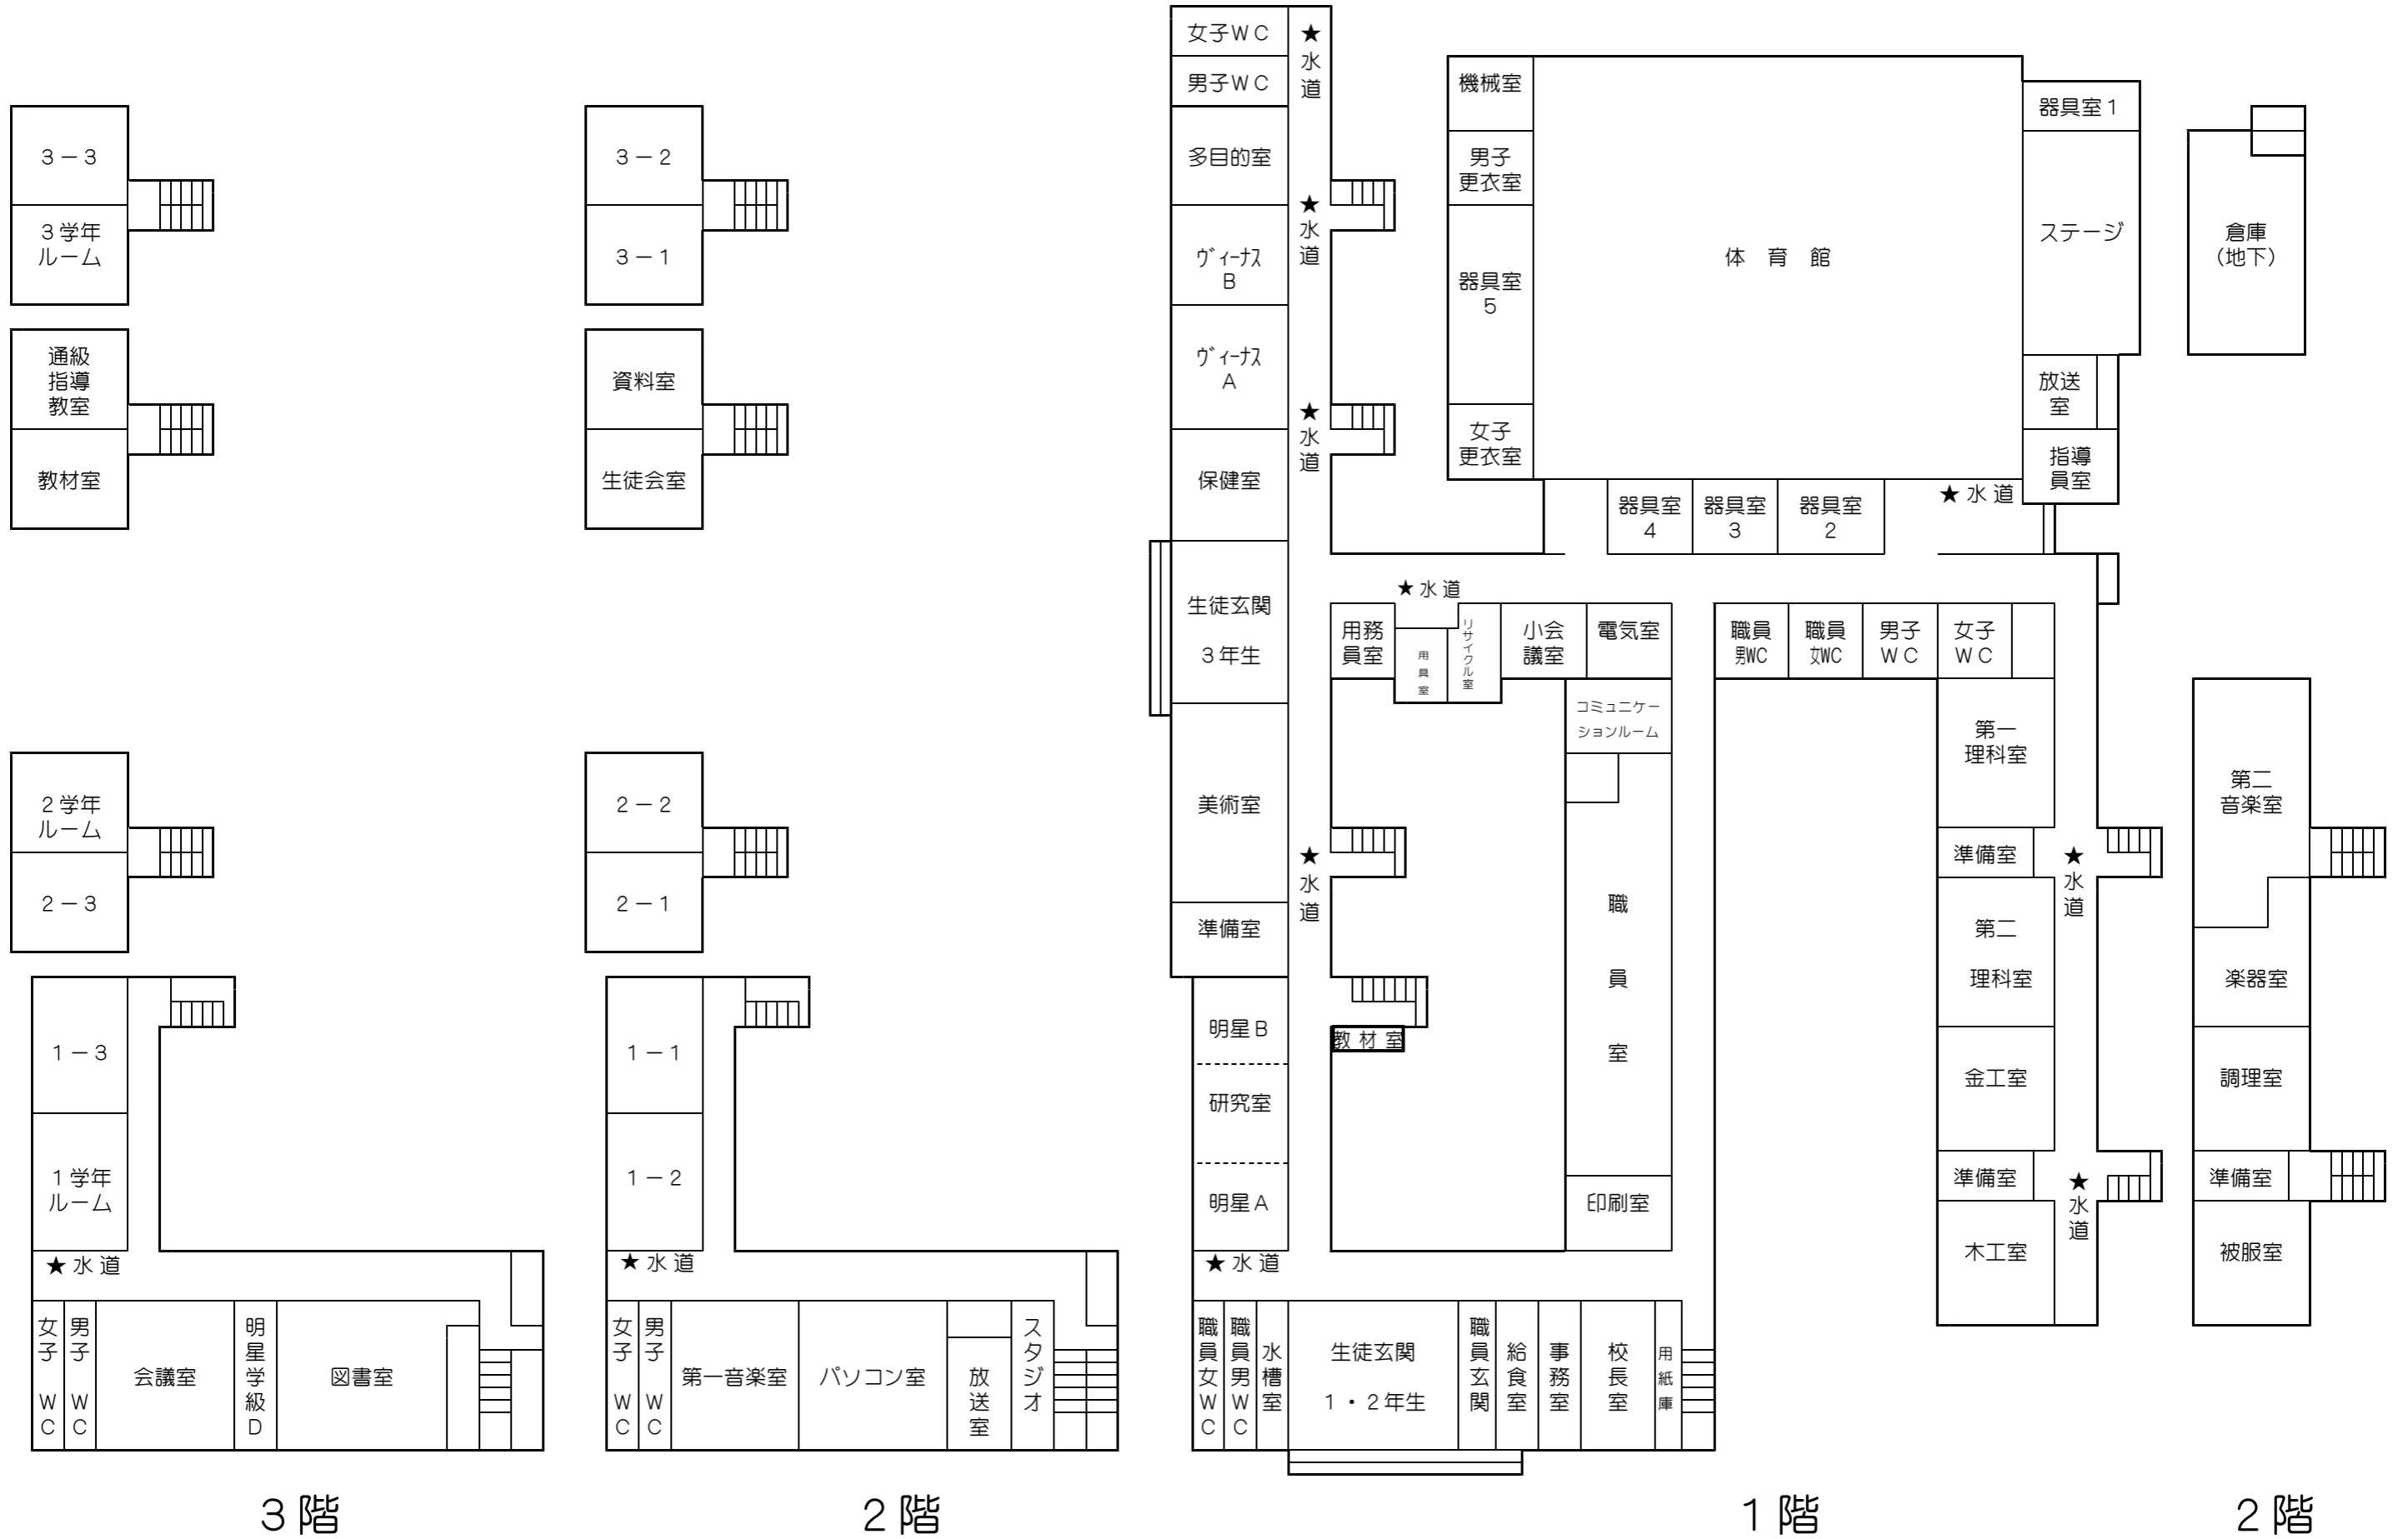 3－3
3学年
ルーム
通級
指導
教室
教材室
2学年
ルーム
2－3
1－3
1学年
ルーム
★水道
女子 WC
男子 WC
会議室
明星学級D
図書室
3階
3－2
3－1
資料室
生徒会室
2－2
2－1
1－1
1－2
★水道
女子 WC
男子 WC
第一音楽室
パソコン室
放送室
スタジオ
2階
女子WC
★水道
男子WC
多目的室
★水道
ヴィーナス
B
ヴィーナス
A
★水道
保健室
生徒玄関
3年生
美術室
★水道
準備室
明星B
教材室
研究室
明星A
★水道
職員女WC
職員男WC
水槽室
生徒玄関
1・2年生
職員玄関
給食室
事務室
校長室
用紙庫
機械室
男子
更衣室
器具室
5
女子
更衣室
体育館
器具室1
ステージ
放送
室
指導
員室
器具室
4
器具室
3
器具室
2
★水道
★水道
用務
員室
用具室
リサイクル室
小会
議室
電気室
コミュニケー
ションルーム
職員室
印刷室
職員
男WC
職員
女WC
男子
WC
女子
WC
第一
理科室
準備室
★水道
第二
理科室
金工室
準備室
★水道
木工室
1階
倉庫
（地下）
第二
音楽室
楽器室
調理室
準備室
被服室
2階